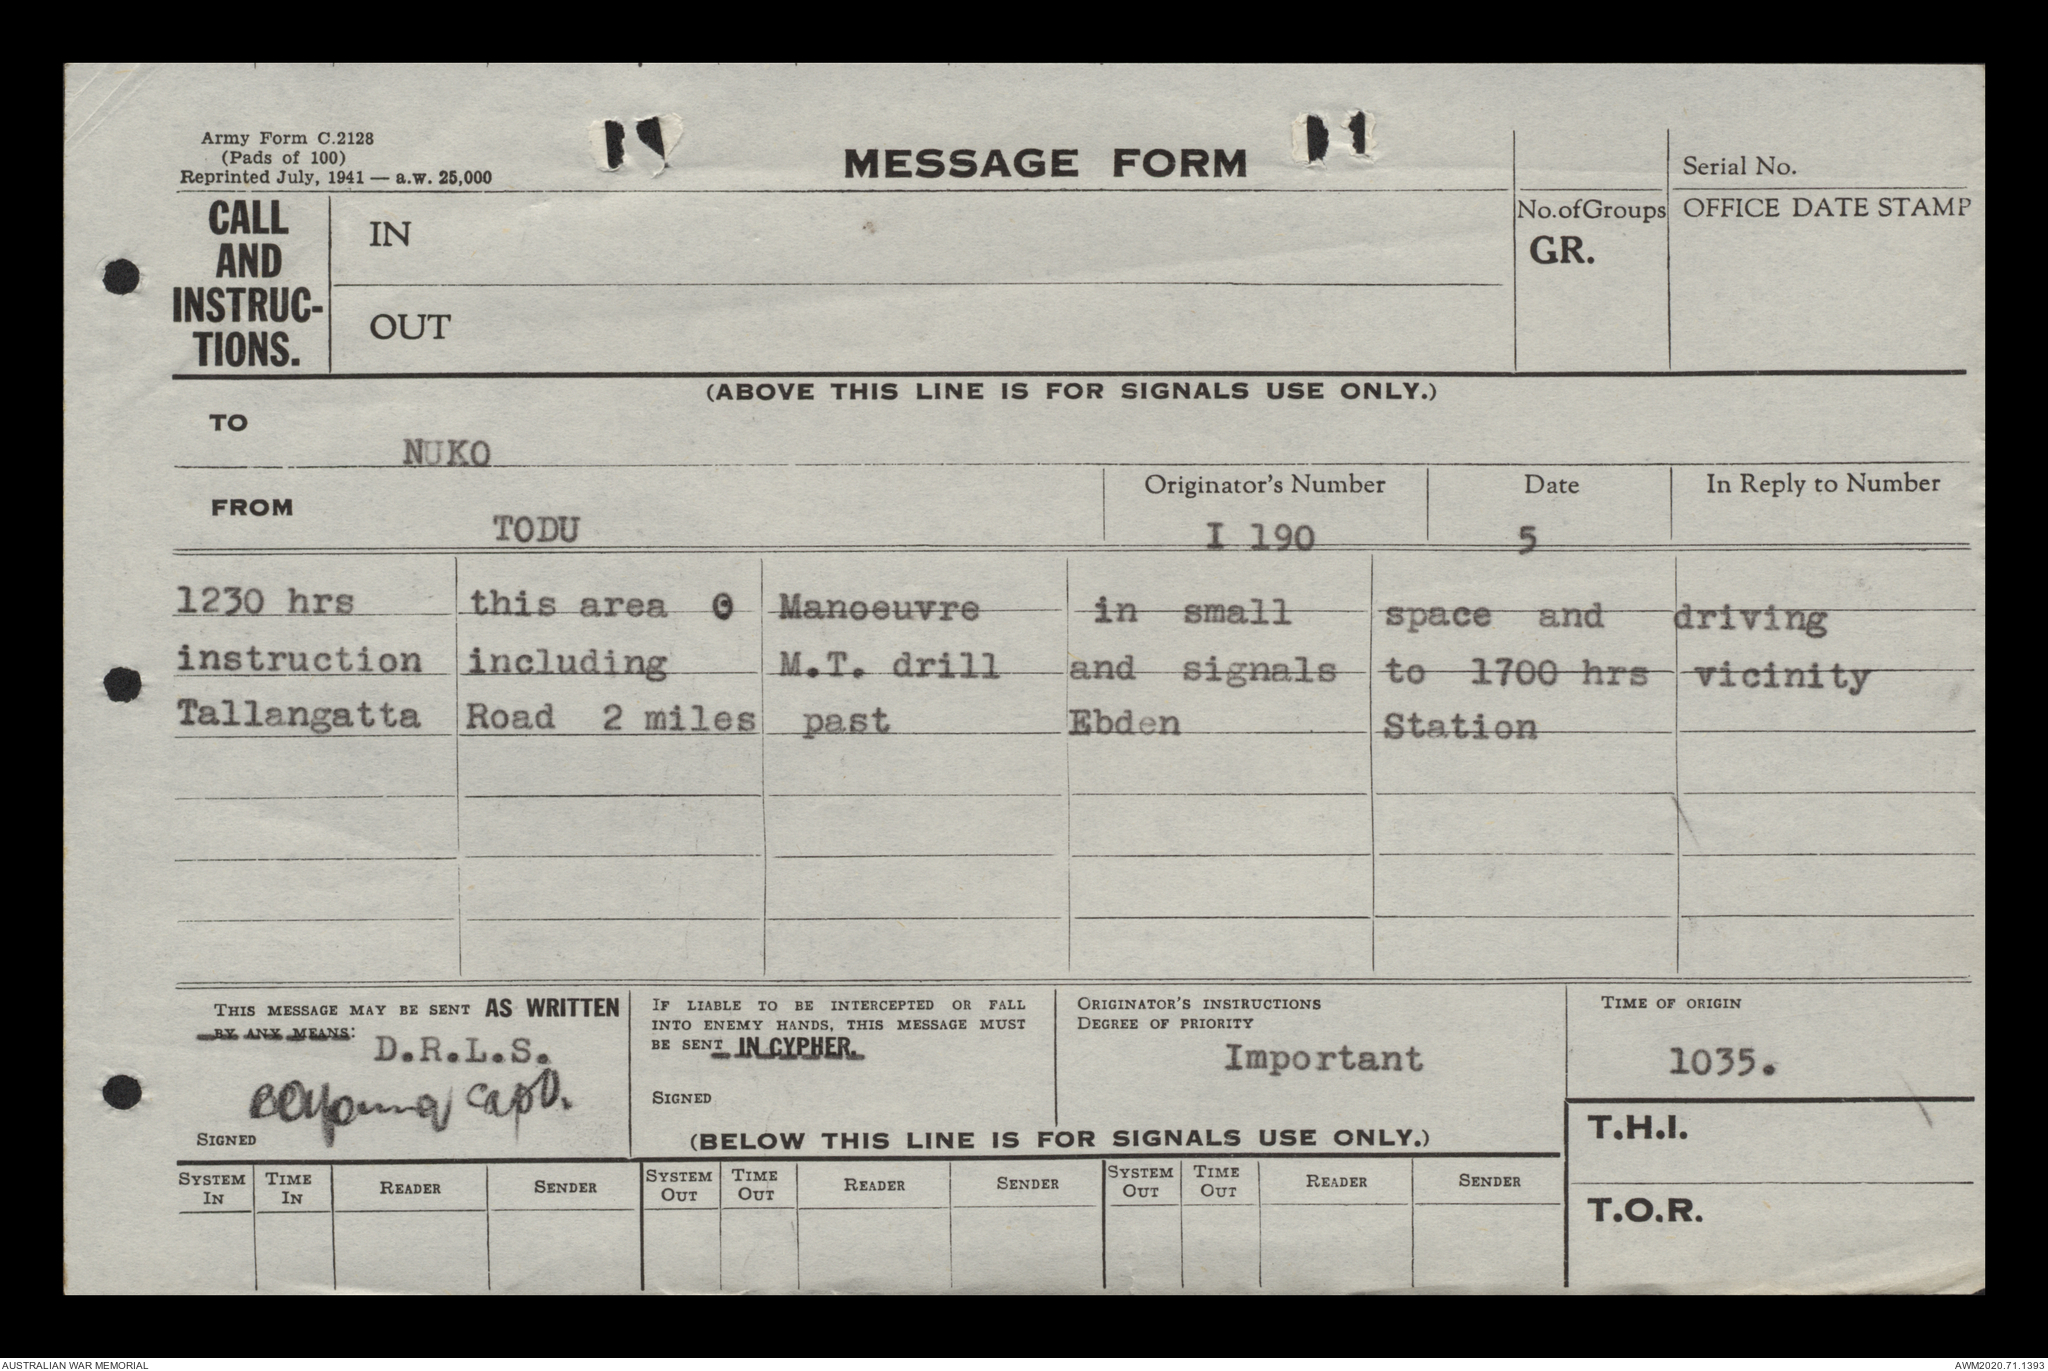 Army Form C.2128
(Pads of 100)
Reprinted July, 1941 — a.w. 25,000
MESSAGE FORM
Serial No.
CALL
AND
INSTRUC-
TIONS.
IN
OUT
No. of Groups
GR.
OFFICE DATE STAMP
(ABOVE THIS LINE IS FOR SIGNALS USE ONLY.)
TO
NUKO
FROM
TODU
Originator's Number
I 190
Date
5
In Reply to Number
1230 hrs this area 0 Manoeuvre in small space and driving
instruction including M.T. drill and signals to 1700 hrs vicinity
Tallangatta Road 2 miles past Ebden Station
THIS MESSAGE MAY BE SENT AS WRITTEN
BY ANY MEANS:
D.R.L.S.
Capt.
SIGNED
IF LIABLE TO BE INTERCEPTED OR FALL
INTO ENEMY HANDS, THIS MESSAGE MUST
BE SENT IN CYPHER.
SIGNED
ORIGINATOR'S INSTRUCTIONS
DEGREE OF PRIORITY
Important
TIME OF ORIGIN
1035.
(BELOW THIS LINE IS FOR SIGNALS USE ONLY.)
T.H.I.
T.O.R.
SYSTEM IN TIME IN READER SENDER SYSTEM OUT TIME OUT READER SENDER SYSTEM OUT TIME OUT READER SENDER
AUSTRALIAN WAR MEMORIAL
AWM2020.71.1393